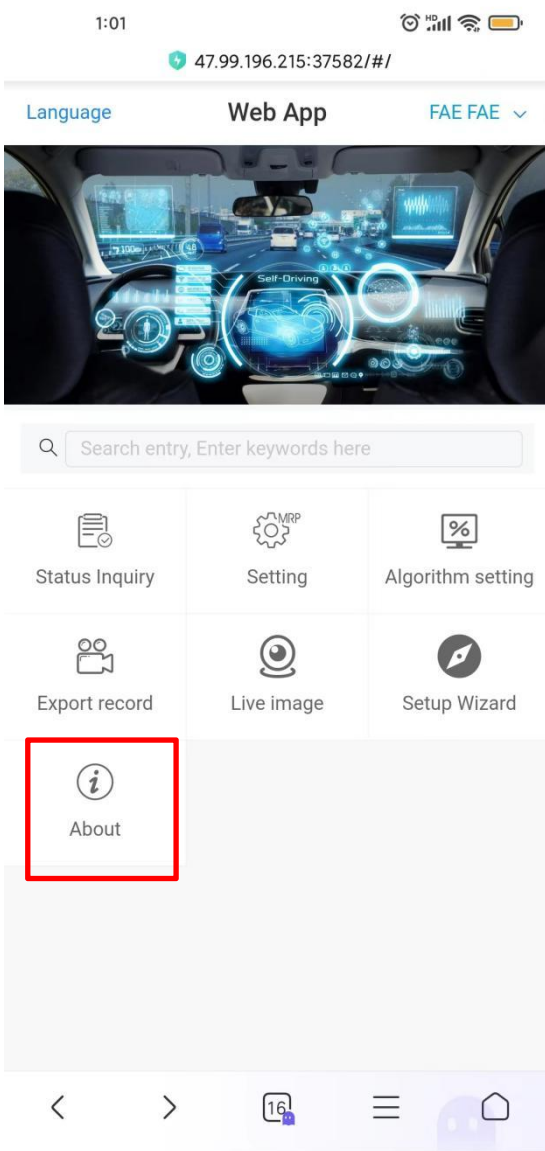 1:01
HD
47.99.196.215:37582/#/
Language Web App FAE FAE
Self-Driving
Search entry, Enter keywords here
MRP
%
Status Inquiry Setting Algorithm setting
Export record Live image Setup Wizard
i
About
16